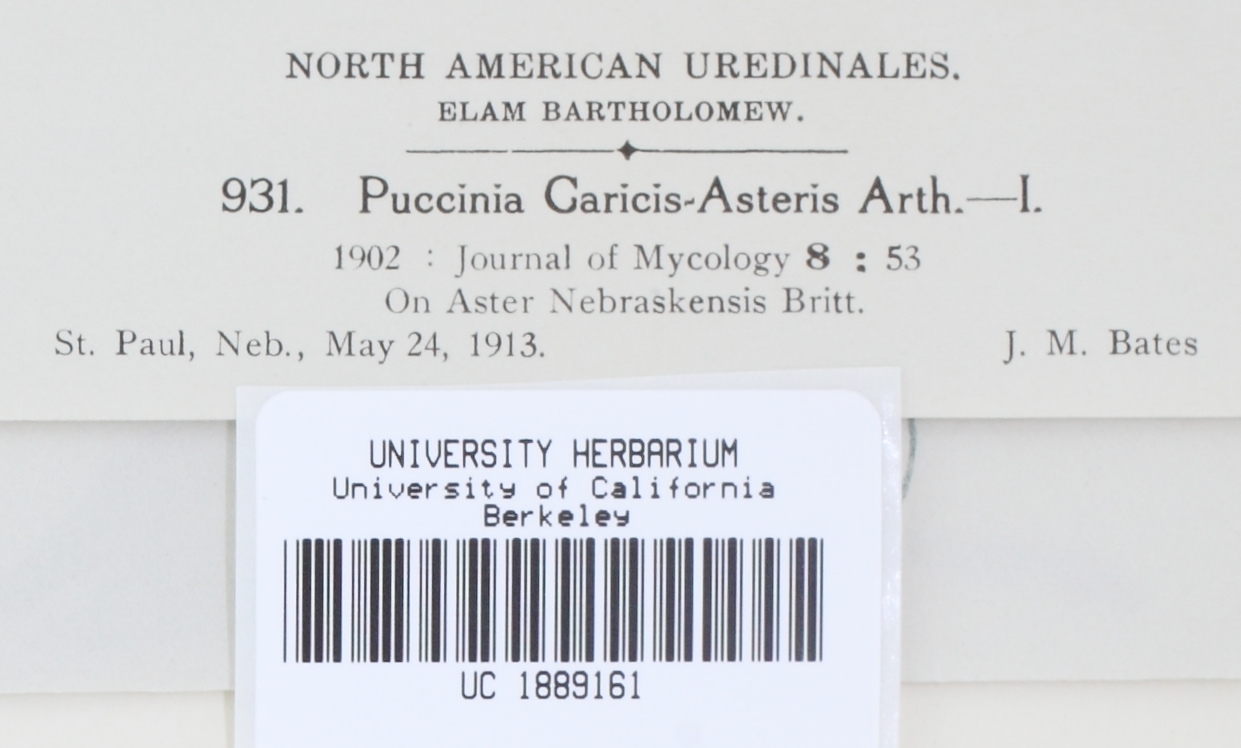 NORTH AMERICAN UREDINALES.
ELAM BARTHOLOMEW.
931. Puccinia Caricis-Asteris Arth.—I.
1902 : Journal of Mycology 8 : 53
On Aster Nebraskensis Britt.
St. Paul, Neb., May 24, 1913. J. M. Bates
UNIVERSITY HERBARIUM
University of California
Berkeley
UC 1889161